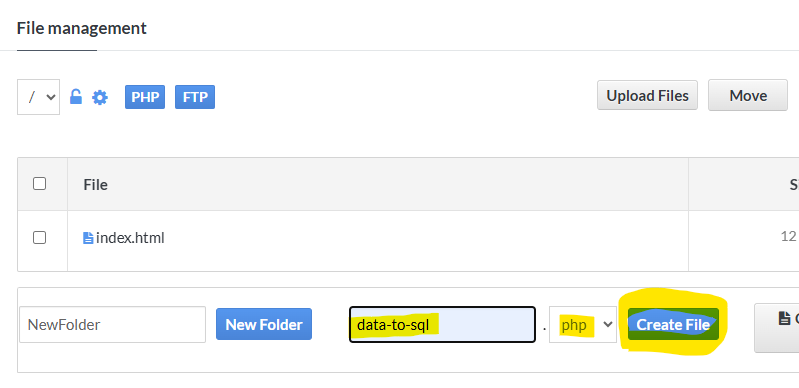 File management
/ PHP FTP Upload Files Move
File S
index.html 12
NewFolder New Folder data-to-sql . php Create File